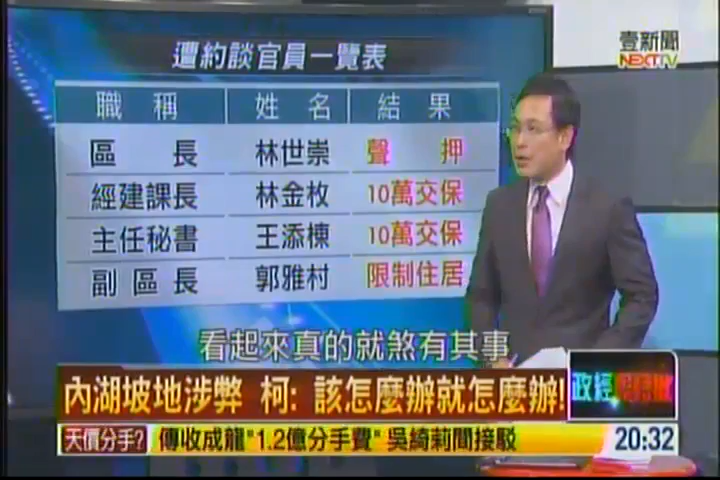 遭約談官員一覽表
壹新聞
NEXTTV
職稱 姓名 結果
區長 林世崇 聲押
經建課長 林金枚 10萬交保
主任秘書 王添棟 10萬交保
副區長 郭雅村 限制住居
看起來真的就煞有其事
內湖坡地涉弊 柯: 該怎麼辦就怎麼辦!
政經
天價分手? 傳收成龍"1.2億分手費" 吳綺莉間接駁
20:32